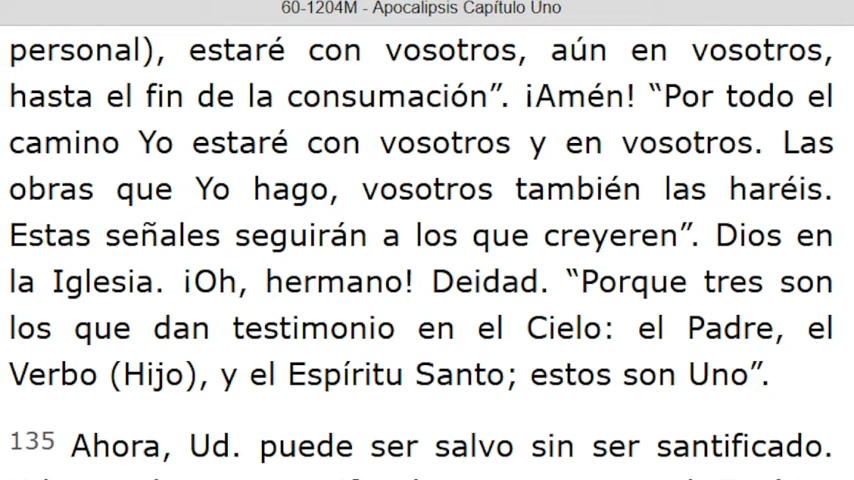 60-1204M - Apocalipsis Capítulo Uno
personal), estaré con vosotros, aún en vosotros,
hasta el fin de la consumación”. ¡Amén! “Por todo el
camino Yo estaré con vosotros y en vosotros. Las
obras que Yo hago, vosotros también las haréis.
Estas señales seguirán a los que creyeren”. Dios en
la Iglesia. ¡Oh, hermano! Deidad. “Porque tres son
los que dan testimonio en el Cielo: el Padre, el
Verbo (Hijo), y el Espíritu Santo; estos son Uno”.
135 Ahora, Ud. puede ser salvo sin ser santificado.